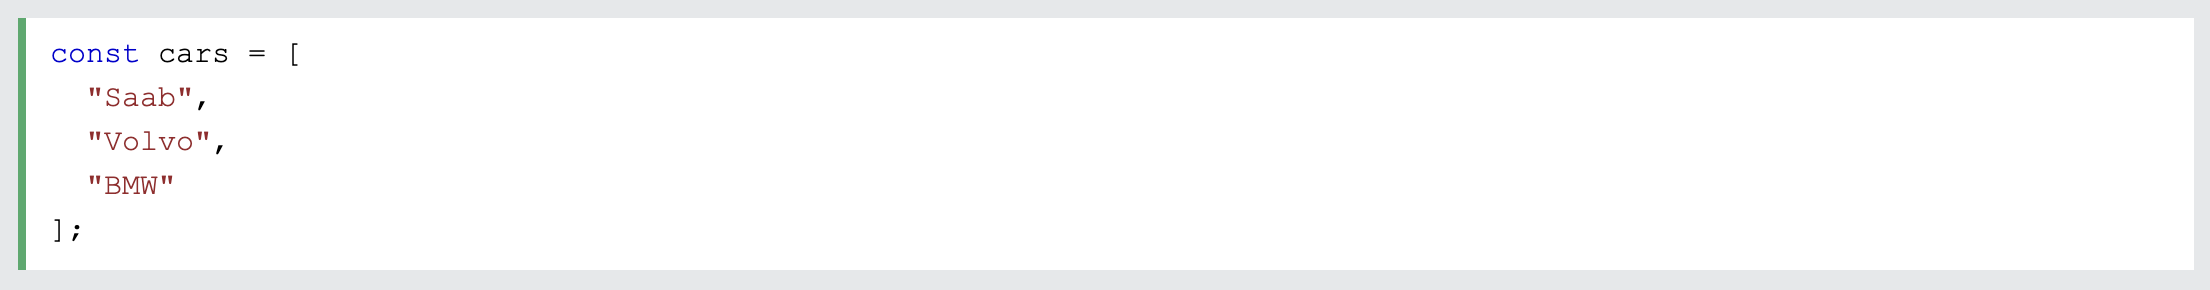 const cars = [
  "Saab",
  "Volvo",
  "BMW"
];